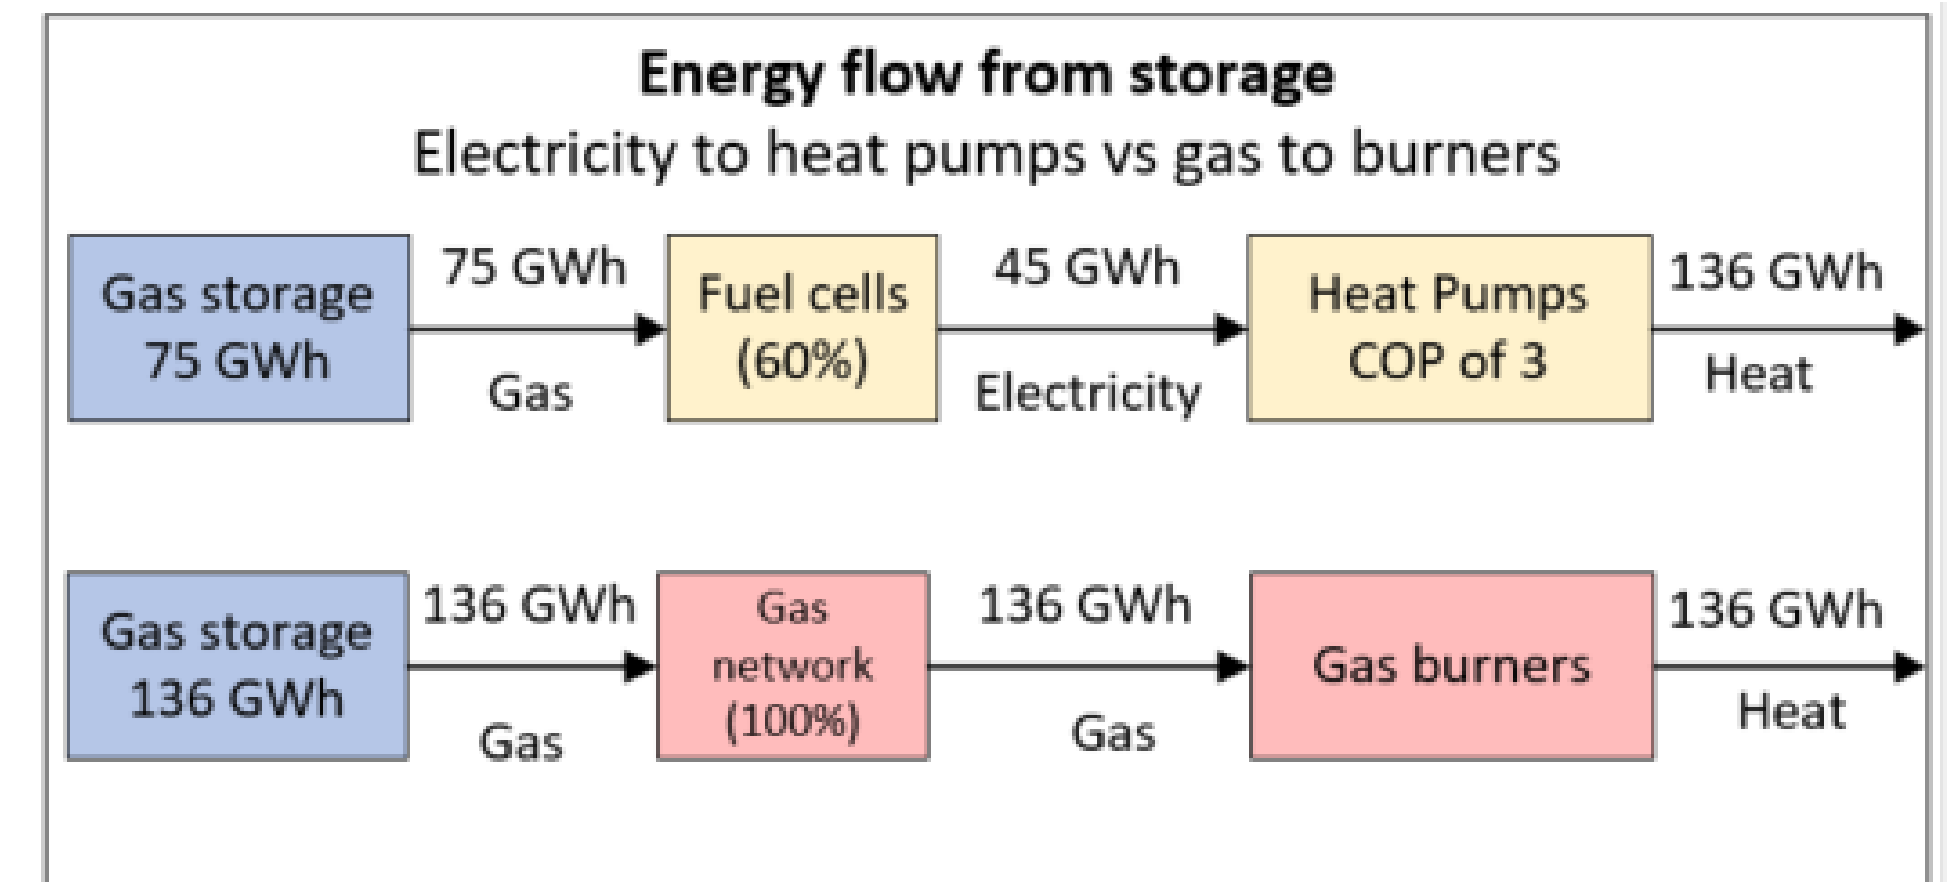 Energy flow from storage
Electricity to heat pumps vs gas to burners
Gas storage
75 GWh
75 GWh
Gas
Fuel cells
(60%)
45 GWh
Electricity
Heat Pumps
COP of 3
136 GWh
Heat
Gas storage
136 GWh
136 GWh
Gas
Gas
network
(100%)
136 GWh
Gas
Gas burners
136 GWh
Heat